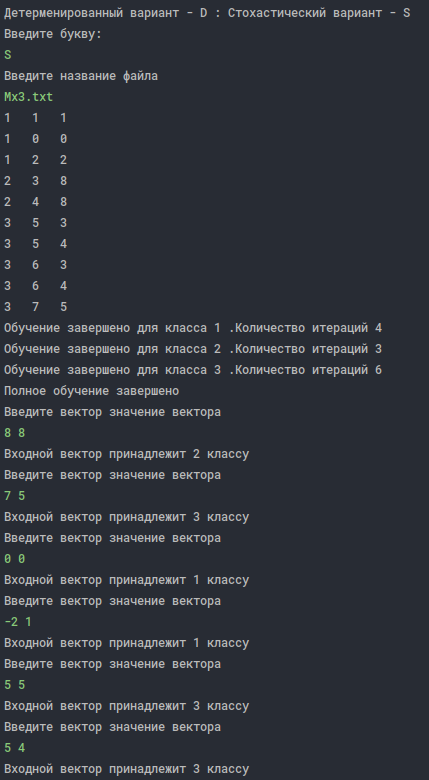 Детерменированный вариант - D : Стохастический вариант - S
Введите букву:
S
Введите название файла
Mx3.txt
1 1 1
1 0 0
1 2 2
2 3 8
2 4 8
3 5 3
3 5 4
3 6 3
3 6 4
3 7 5
Обучение завершено для класса 1 .Количество итераций 4
Обучение завершено для класса 2 .Количество итераций 3
Обучение завершено для класса 3 .Количество итераций 6
Полное обучение завершено
Введите вектор значение вектора
8 8
Входной вектор принадлежит 2 классу
Введите вектор значение вектора
7 5
Входной вектор принадлежит 3 классу
Введите вектор значение вектора
0 0
Входной вектор принадлежит 1 классу
Введите вектор значение вектора
-2 1
Входной вектор принадлежит 1 классу
Введите вектор значение вектора
5 5
Входной вектор принадлежит 3 классу
Введите вектор значение вектора
5 4
Входной вектор принадлежит 3 классу